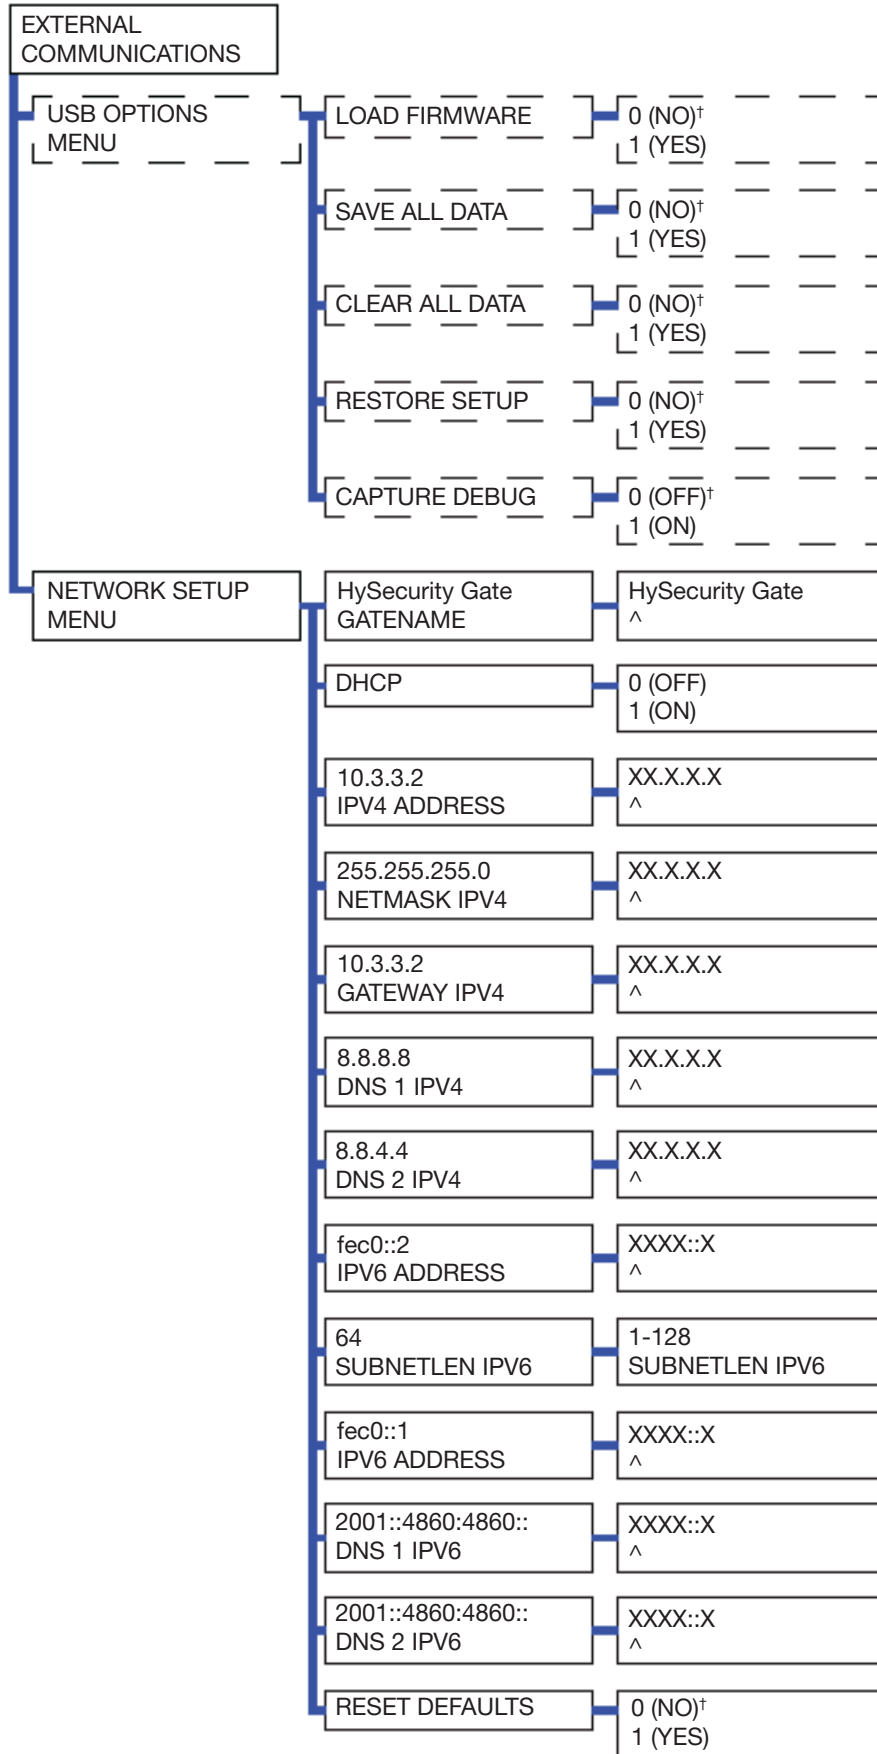 EXTERNAL
COMMUNICATIONS
USB OPTIONS
MENU
LOAD FIRMWARE
0 (NO)†
1 (YES)
SAVE ALL DATA
0 (NO)†
1 (YES)
CLEAR ALL DATA
0 (NO)†
1 (YES)
RESTORE SETUP
0 (NO)†
1 (YES)
CAPTURE DEBUG
0 (OFF)†
1 (ON)
NETWORK SETUP
MENU
HySecurity Gate
GATENAME
HySecurity Gate
^
DHCP
0 (OFF)
1 (ON)
10.3.3.2
IPV4 ADDRESS
XX.X.X.X
^
255.255.255.0
NETMASK IPV4
XX.X.X.X
^
10.3.3.2
GATEWAY IPV4
XX.X.X.X
^
8.8.8.8
DNS 1 IPV4
XX.X.X.X
^
8.8.4.4
DNS 2 IPV4
XX.X.X.X
^
fec0::2
IPV6 ADDRESS
XXXX::X
^
64
SUBNETLEN IPV6
1-128
SUBNETLEN IPV6
fec0::1
IPV6 ADDRESS
XXXX::X
^
2001::4860:4860::
DNS 1 IPV6
XXXX::X
^
2001::4860:4860::
DNS 2 IPV6
XXXX::X
^
RESET DEFAULTS
0 (NO)†
1 (YES)